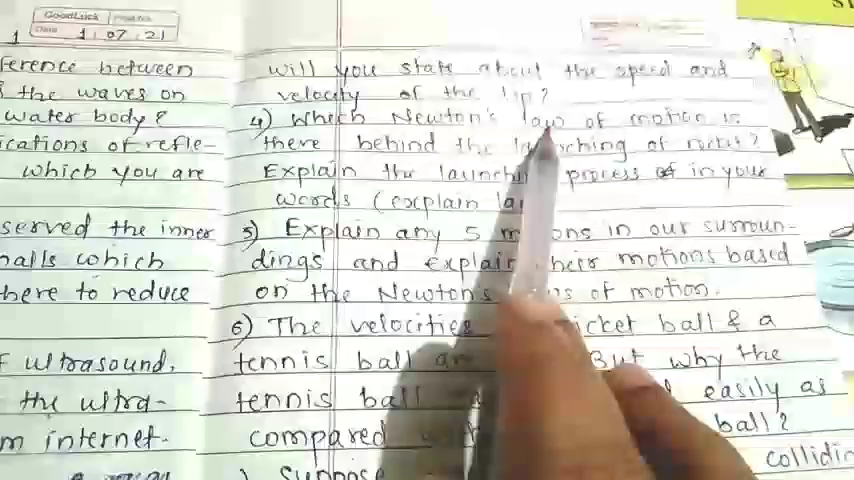 GoodLuck
Date 1.07.21
1
ference between
the waves on
water body?
ications of refle-
which you are
served the inner
halls which
here to reduce
f ultrasound.
the ultra-
m internet-
will you state about the speed and
velocity of the tip?
4) Which Newton's law of motion is
there behind the launching of rocket?
Explain the launching process of in your
words (explain
5) Explain any 5 in our surroun-
dings and explain their motions based
on the Newton's of motion.
6) The velocities ball & a
tennis ball But why the
tennis ball easily as
compared ball?
Suppose collidin